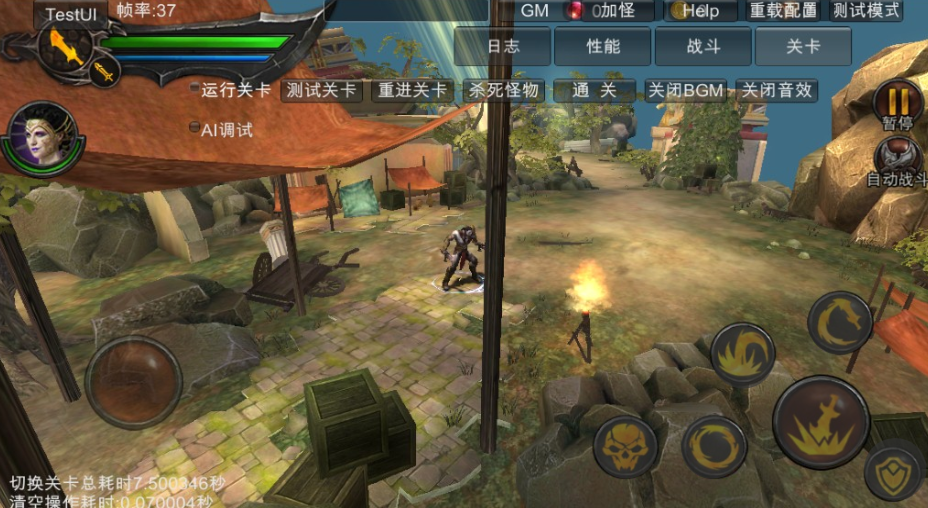 TestUI 帧率:37 GM 0加怪 Help 重载配置 测试模式
日志 性能 战斗 关卡
运行关卡 测试关卡 重进关卡 杀死怪物 通 关 关闭BGM 关闭音效
AI调试
暂停
自动战斗
切换关卡总耗时7.500346秒
清空操作耗时:0.070004秒